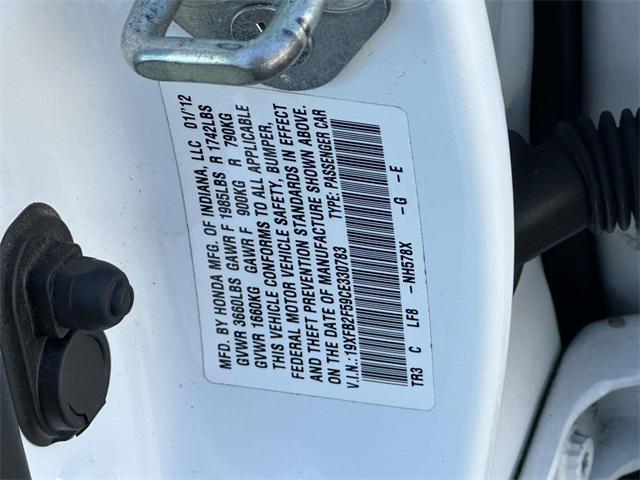 MFD. BY HONDA MFG. OF INDIANA, LLC 01/'12
GVWR 3660LBS GAWR F 1985LBS R 1742LBS
GVWR 1660KG GAWR F 900KG R 790KG
THIS VEHICLE CONFORMS TO ALL APPLICABLE
FEDERAL MOTOR VEHICLE SAFETY, BUMPER,
AND THEFT PREVENTION STANDARDS IN EFFECT
ON THE DATE OF MANUFACTURE SHOWN ABOVE.
V.I.N.:19XFB2F59CE330783 TYPE: PASSENGER CAR
TR3 C LF8 -NH578X -G -E